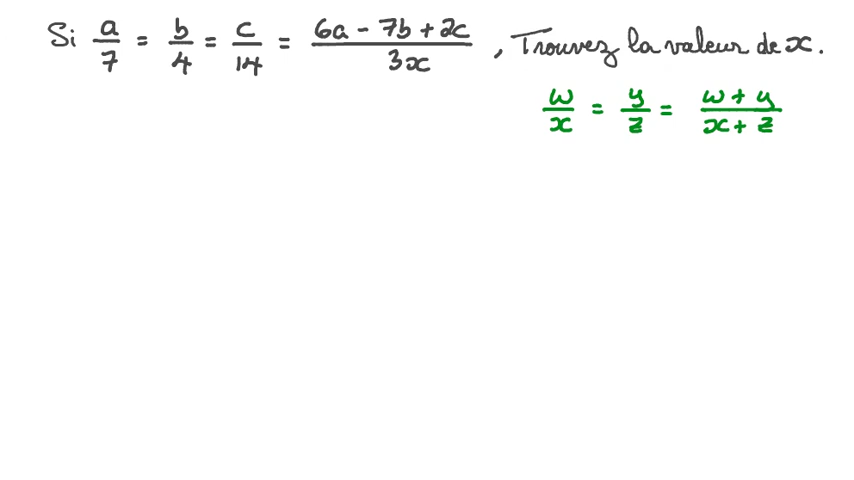 Si a/7 = b/4 = c/14 = (6a - 7b + 2c)/3x , Trouvez la valeur de x.
w/x = y/z = (w + y)/(x + z)